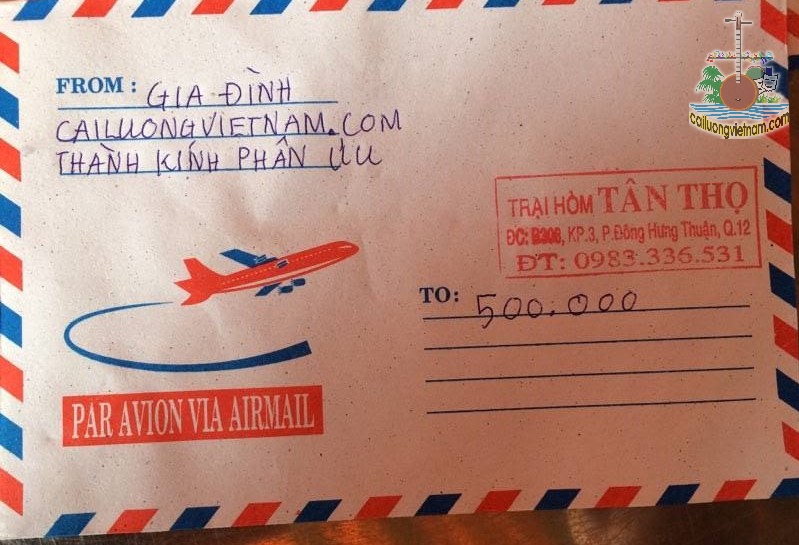 FROM : GIA ĐÌNH
CAILUONGVIETNAM.COM
THÀNH KÍNH PHÂN ƯU
cailuongvietnam.com
TRẠI HÒM TÂN THỌ
ĐC: B308, KP.3, P.Đông Hưng Thuận, Q.12
ĐT: 0983.336.531
TO: 500.000
PAR AVION VIA AIRMAIL